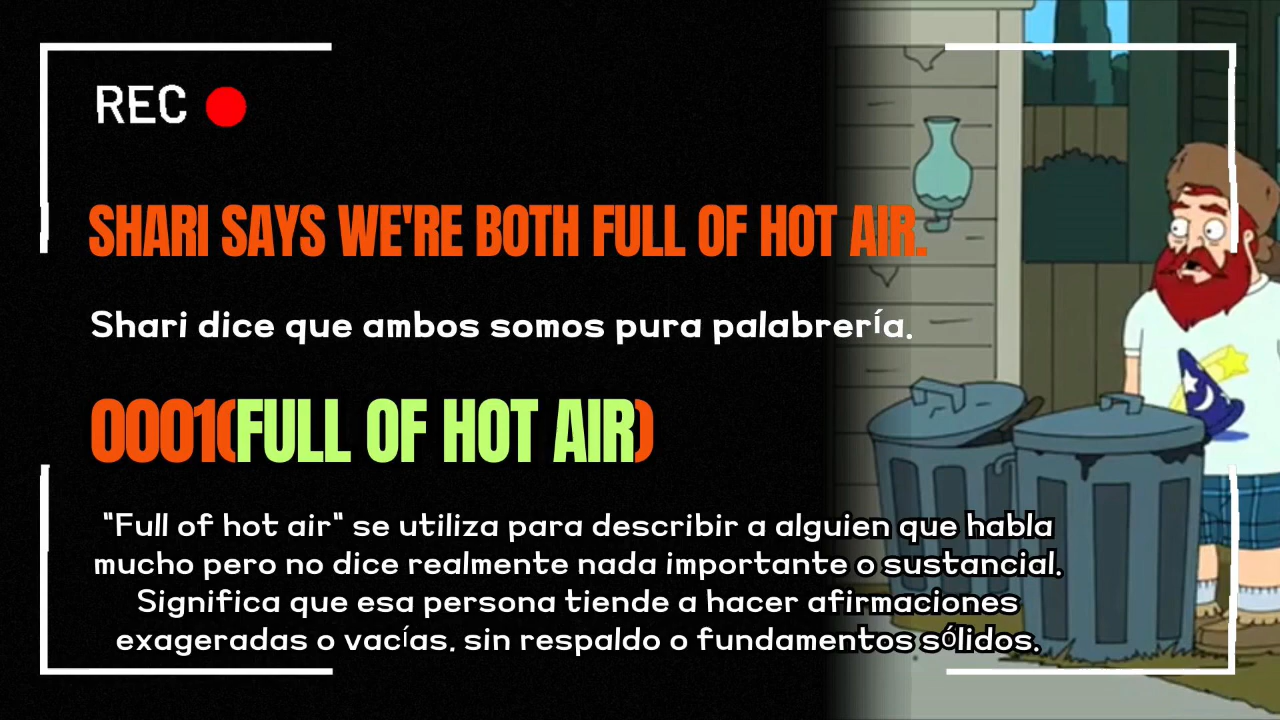 REC
SHARI SAYS WE'RE BOTH FULL OF HOT AIR.
Shari dice que ambos somos pura palabrería.
0001(FULL OF HOT AIR)
"Full of hot air" se utiliza para describir a alguien que habla
mucho pero no dice realmente nada importante o sustancial.
Significa que esa persona tiende a hacer afirmaciones
exageradas o vacías, sin respaldo o fundamentos sólidos.